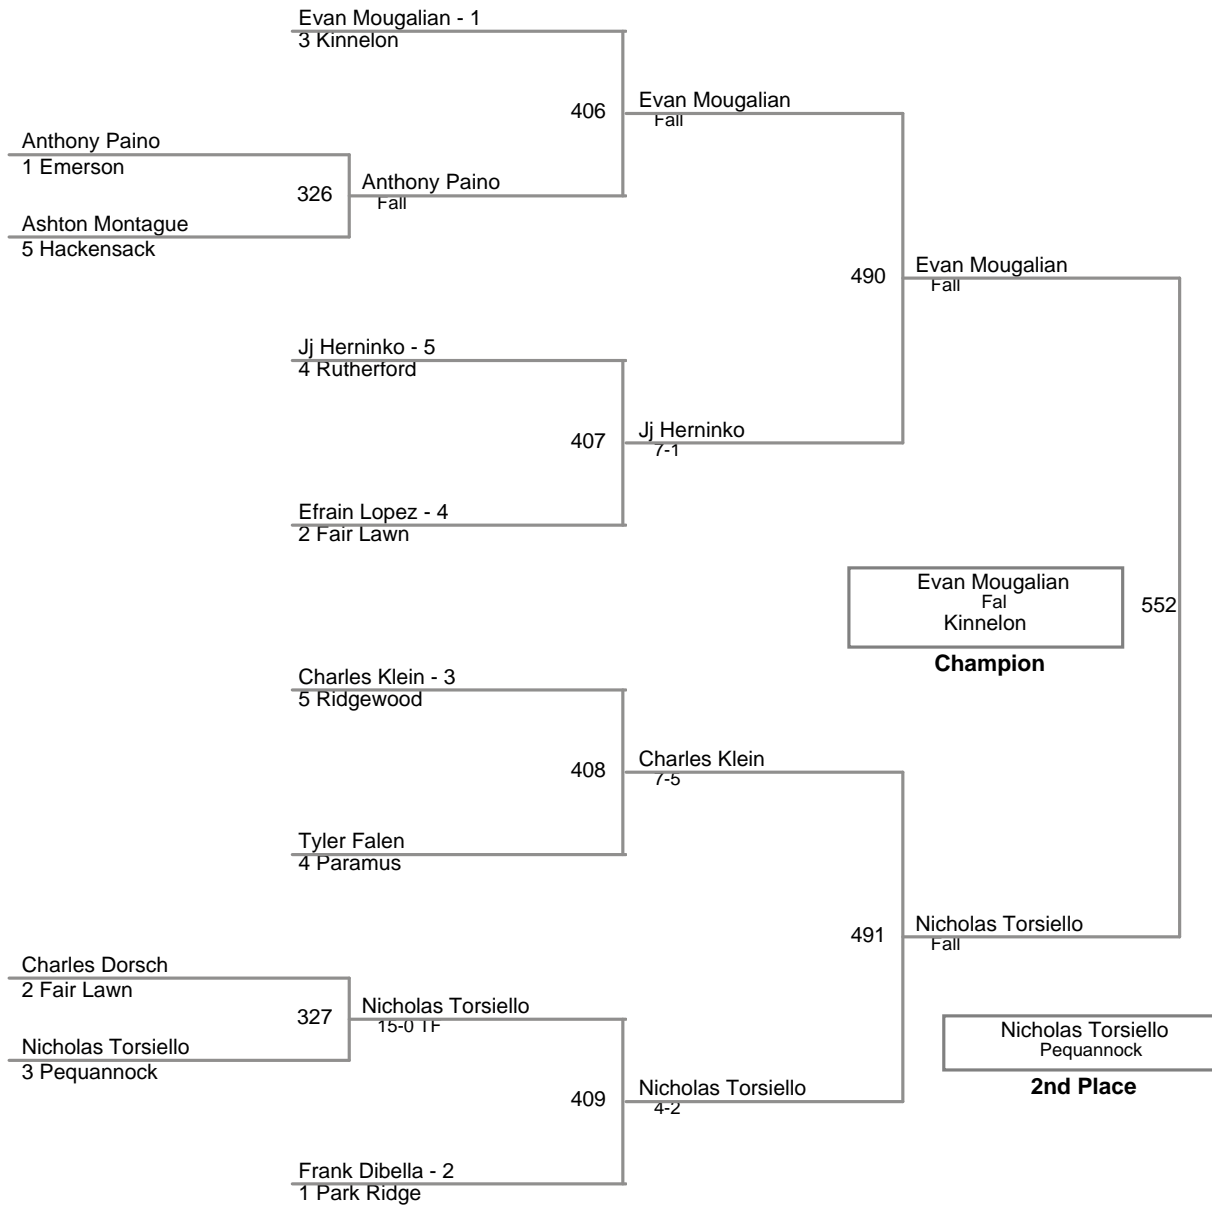 Evan Mougalian - 1
3 Kinnelon
406
Evan Mougalian
Fall
Anthony Paino
1 Emerson
326
Anthony Paino
Fall
Ashton Montague
5 Hackensack
490
Evan Mougalian
Fall
Jj Herninko - 5
4 Rutherford
407
Jj Herninko
7-1
Efrain Lopez - 4
2 Fair Lawn
Evan Mougalian
Fal
Kinnelon
552
Champion
Charles Klein - 3
5 Ridgewood
408
Charles Klein
7-5
Tyler Falen
4 Paramus
491
Nicholas Torsiello
Fall
Charles Dorsch
2 Fair Lawn
327
Nicholas Torsiello
15-0 TF
Nicholas Torsiello
3 Pequannock
Nicholas Torsiello
Pequannock
2nd Place
409
Nicholas Torsiello
4-2
Frank Dibella - 2
1 Park Ridge